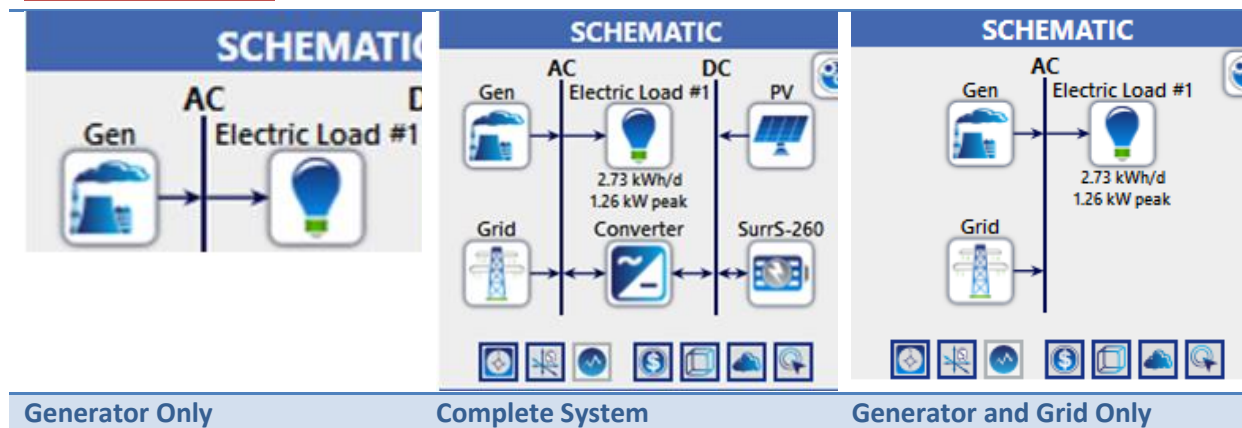 SCHEMATIC
AC
Gen
Electric Load #1
SCHEMATIC
AC DC
Gen Electric Load #1 PV
2.73 kWh/d
1.26 kW peak
Grid Converter SurrS-260
SCHEMATIC
AC
Gen Electric Load #1
2.73 kWh/d
1.26 kW peak
Grid
Generator Only Complete System Generator and Grid Only